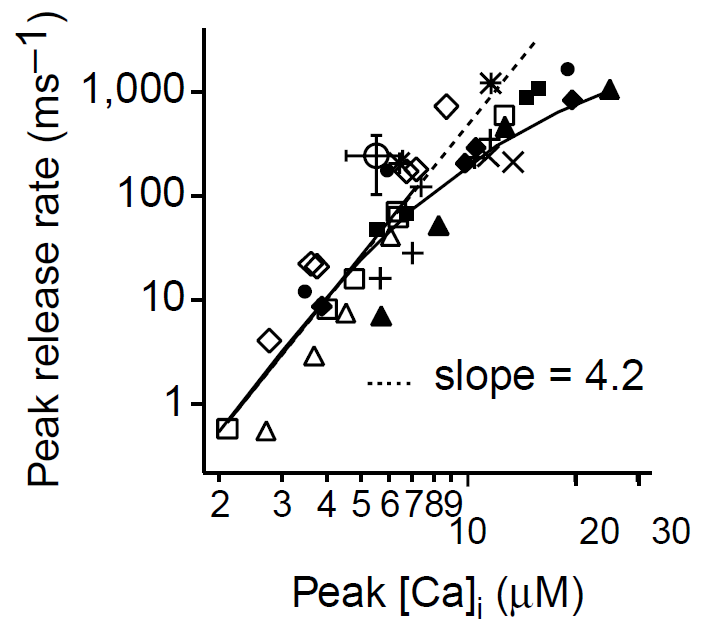 Peak release rate (ms–1)
1,000
100
10
1
slope = 4.2
2 3 4 5 6 7 8 9 10 20 30
Peak [Ca]i (μM)